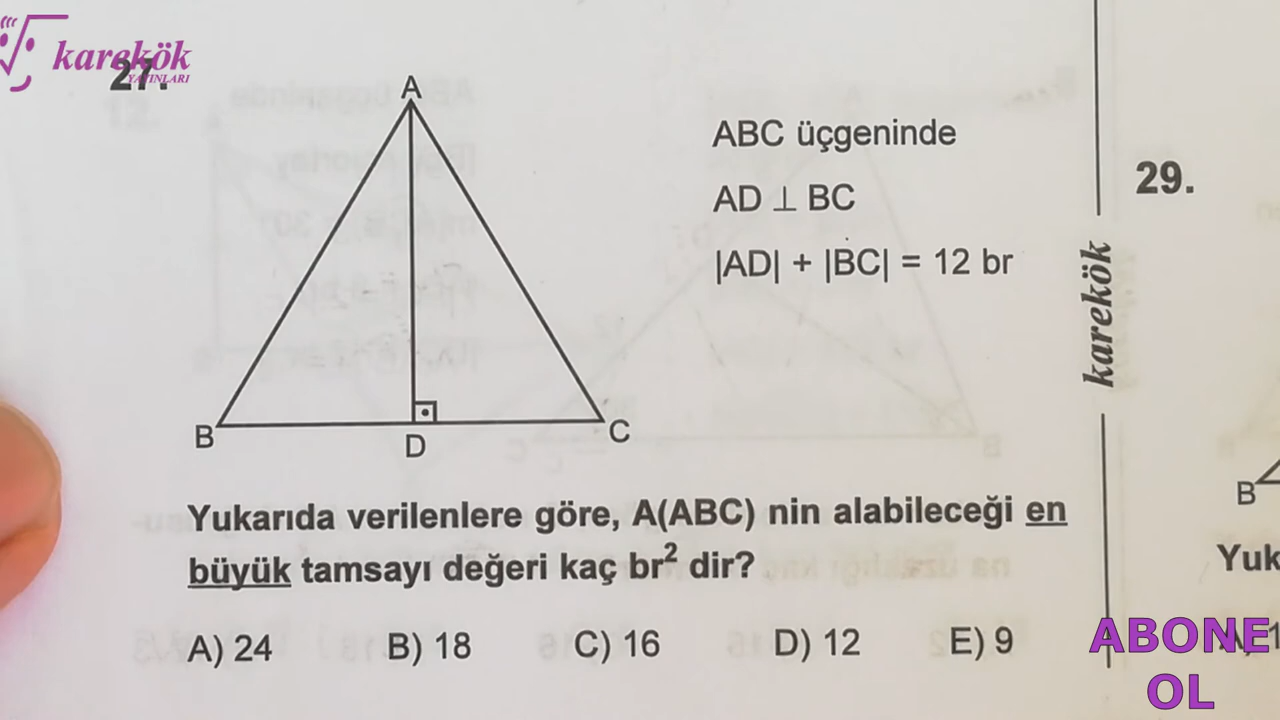 karekök
YAYINLARI
27.
A
B
D
C
ABC üçgeninde
AD ⊥ BC
|AD| + |BC| = 12 br
Yukarıda verilenlere göre, A(ABC) nin alabileceği en
büyük tamsayı değeri kaç br² dir?
A) 24 B) 18 C) 16 D) 12 E) 9
karekök
29.
B
Yuk
ABONE
OL